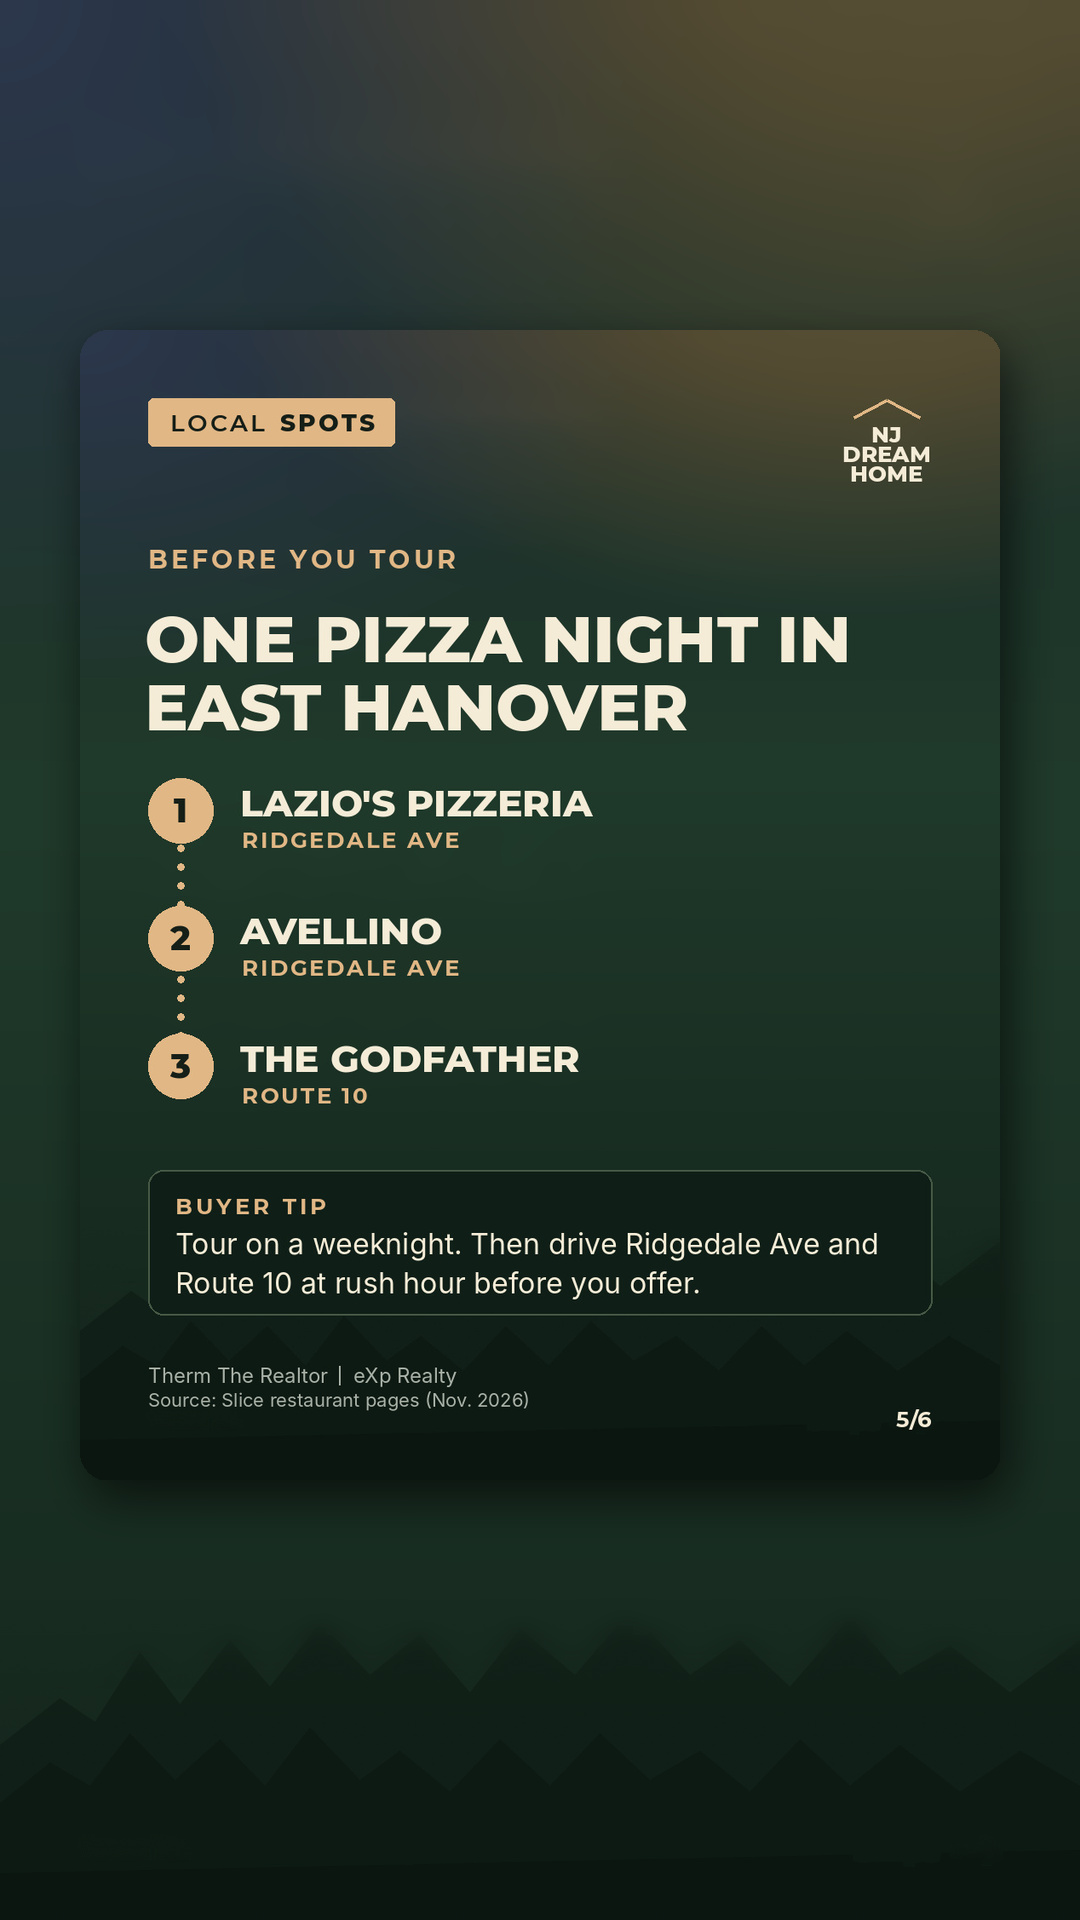 LOCAL SPOTS
NJ
DREAM
HOME
BEFORE YOU TOUR
ONE PIZZA NIGHT IN
EAST HANOVER
1
LAZIO'S PIZZERIA
RIDGEDALE AVE
2
AVELLINO
RIDGEDALE AVE
3
THE GODFATHER
ROUTE 10
BUYER TIP
Tour on a weeknight. Then drive Ridgedale Ave and
Route 10 at rush hour before you offer.
Therm The Realtor | eXp Realty
Source: Slice restaurant pages (Nov. 2026)
5/6